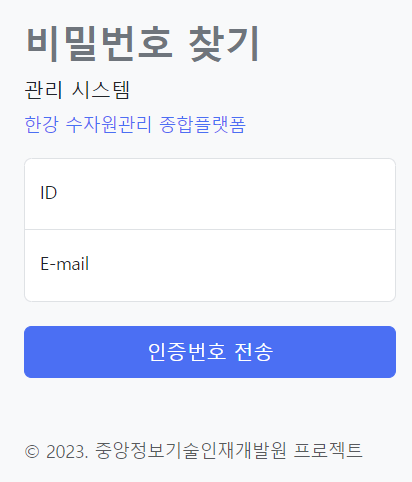 비밀번호 찾기
관리 시스템
한강 수자원관리 종합플랫폼
ID
E-mail
인증번호 전송
© 2023. 중앙정보기술인재개발원 프로젝트